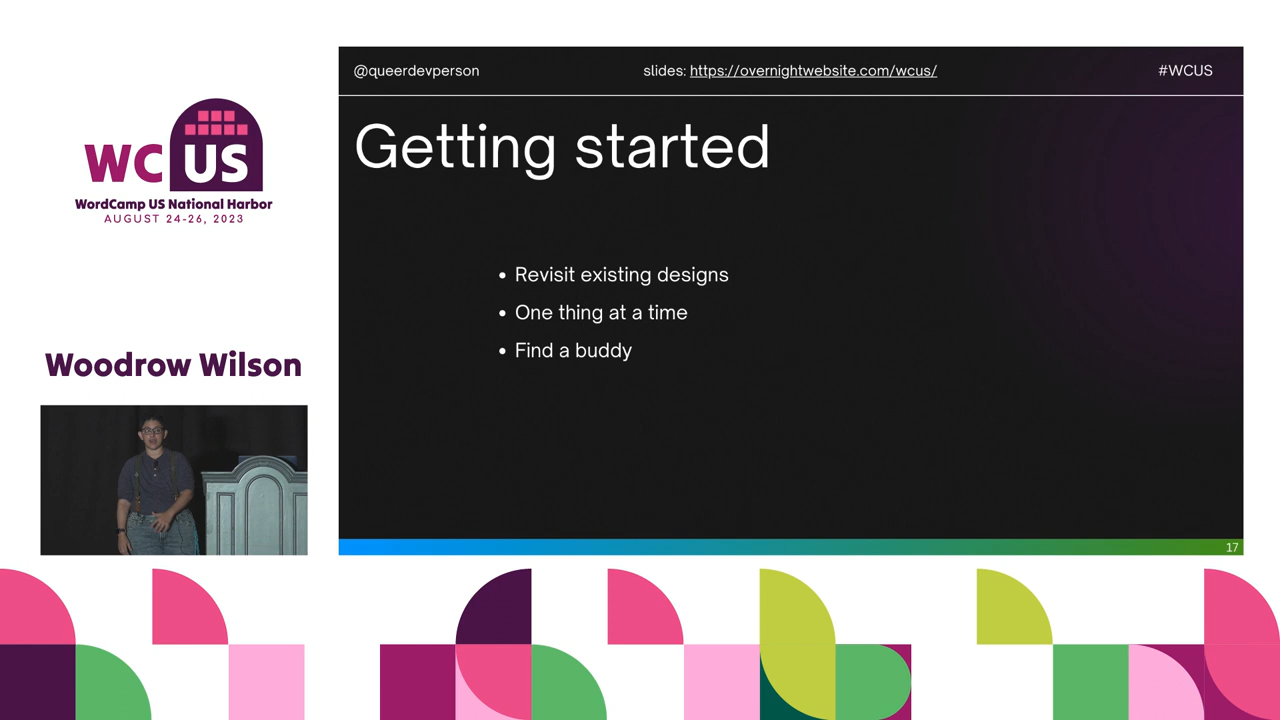 WC US
WordCamp US National Harbor
AUGUST 24-26, 2023
Woodrow Wilson
@queerdevperson
slides: https://overnightwebsite.com/wcus/
#WCUS
Getting started
• Revisit existing designs
• One thing at a time
• Find a buddy
17